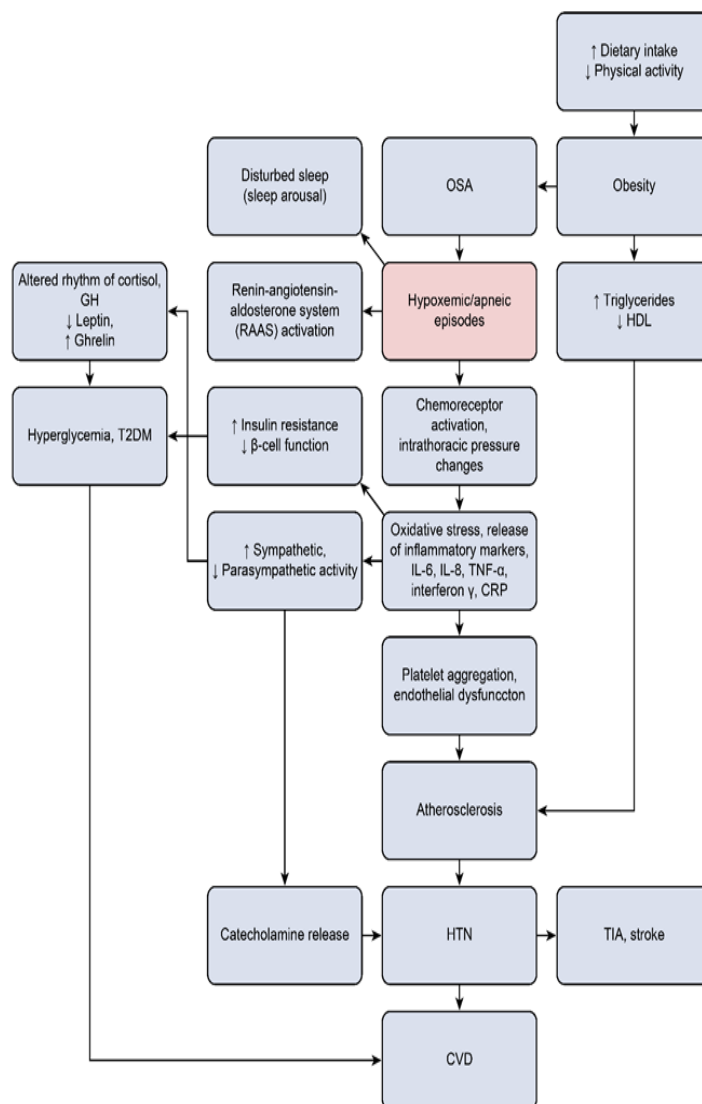 ↑ Dietary intake
↓ Physical activity
Disturbed sleep
(sleep arousal)
OSA
Obesity
Altered rhythm of cortisol,
GH
↓ Leptin,
↑ Ghrelin
Renin-angiotensin-
aldosterone system
(RAAS) activation
Hypoxemic/apneic
episodes
↑ Triglycerides
↓ HDL
Hyperglycemia, T2DM
↑ Insulin resistance
↓ β-cell function
Chemoreceptor
activation,
intrathoracic pressure
changes
↑ Sympathetic,
↓ Parasympathetic activity
Oxidative stress, release
of inflammatory markers,
IL-6, IL-8, TNF-α,
interferon γ, CRP
Platelet aggregation,
endothelial dysfunccton
Atherosclerosis
Catecholamine release
HTN
TIA, stroke
CVD